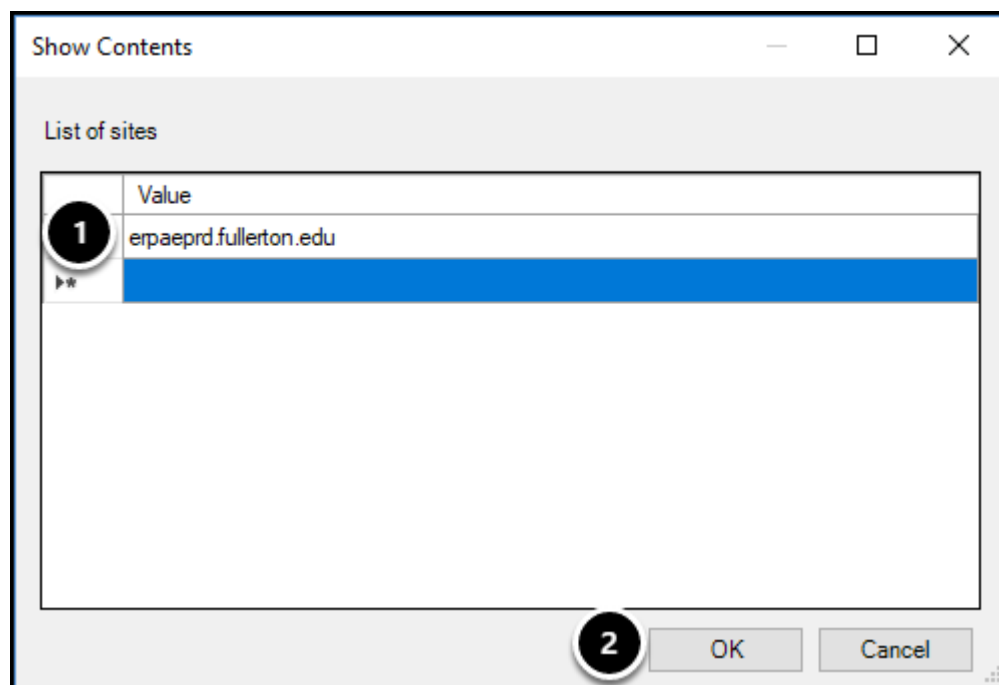 Show Contents
List of sites
Value
1
erpaeprd.fullerton.edu
2
OK
Cancel